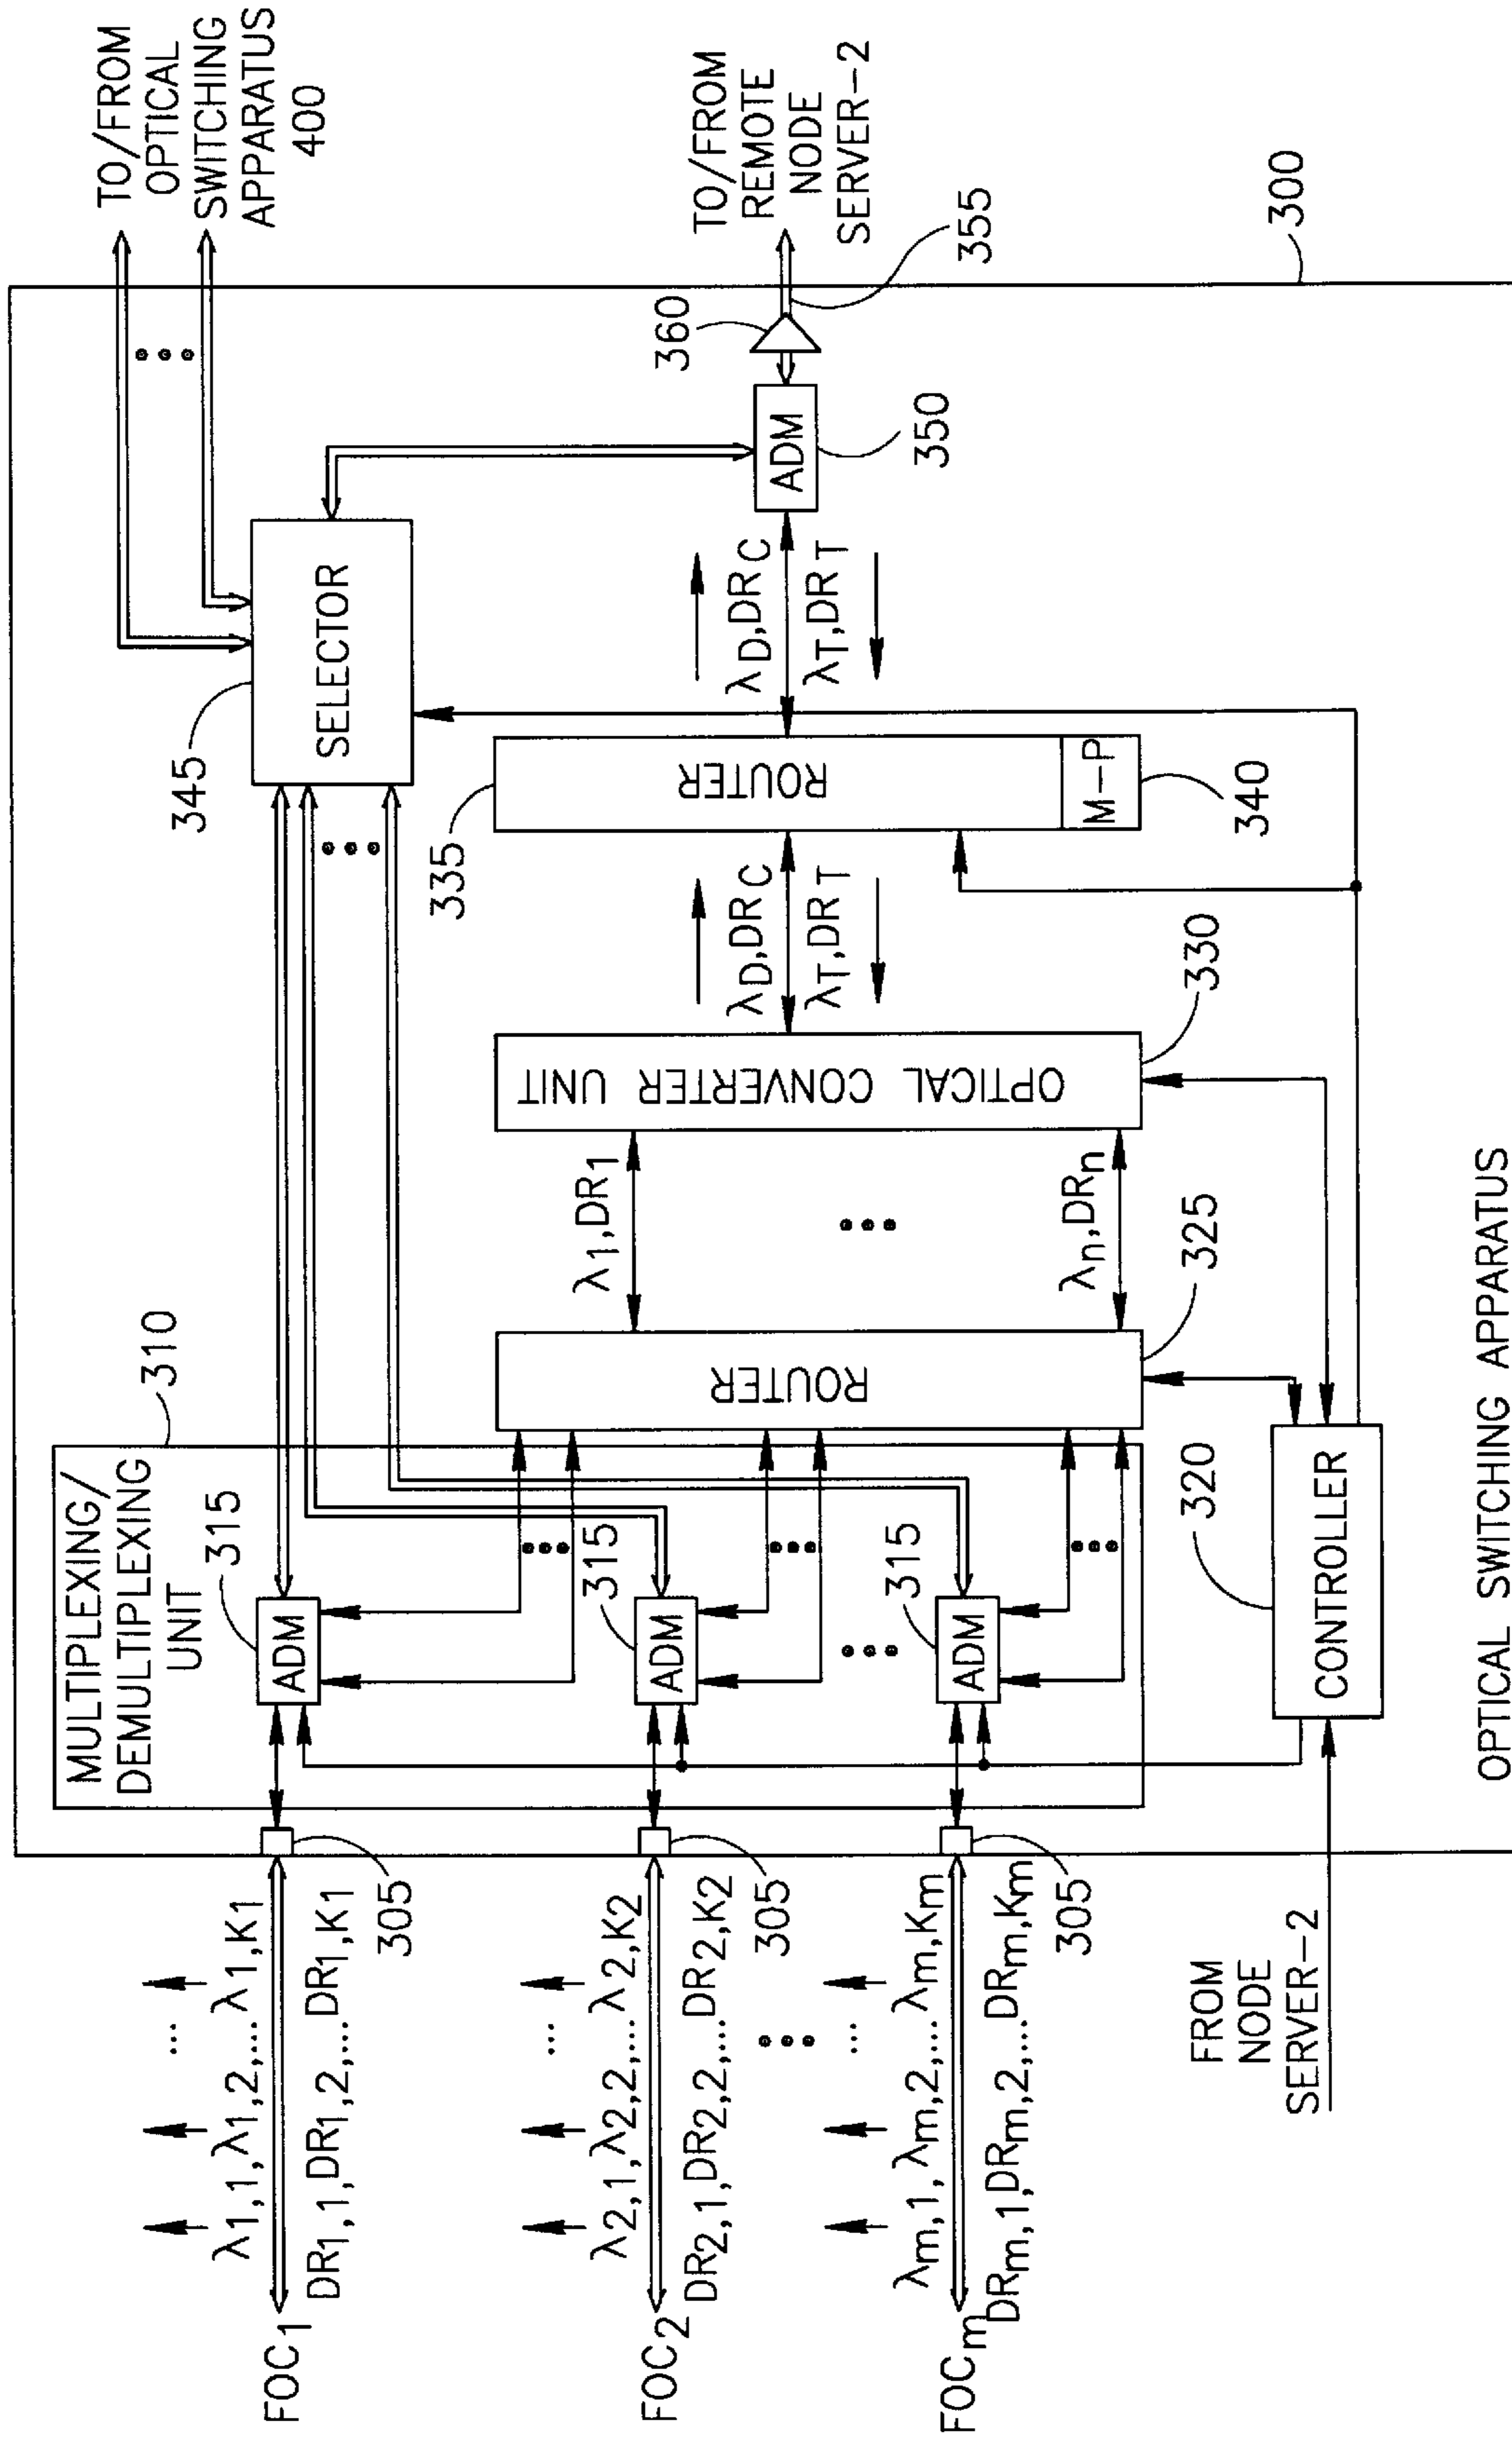 TO/FROM
OPTICAL
SWITCHING
APPARATUS
400
TO/FROM
REMOTE
NODE
SERVER-2
355
360
300
ADM
350
SELECTOR
345
λD,DRC
λT,DRT
ROUTER
M-P
335
340
λD,DRC
λT,DRT
OPTICAL CONVERTER UNIT
330
λ1,DR1
...
λn,DRn
ROUTER
325
MULTIPLEXING/
DEMULTIPLEXING
UNIT
310
ADM
315
...
ADM
315
...
...
ADM
315
...
CONTROLLER
320
305
305
305
FOC1
...
λ1,1,λ1,2,... λ1,K1
DR1,1,DR1,2,...DR1,K1
FOC2
...
λ2,1,λ2,2,... λ2,K2
DR2,1,DR2,2,...DR2,K2
...
FOCm
...
λm,1,λm,2,... λm,Km
DRm,1,DRm,2,...DRm,Km
FROM
NODE
SERVER-2
OPTICAL SWITCHING APPARATUS